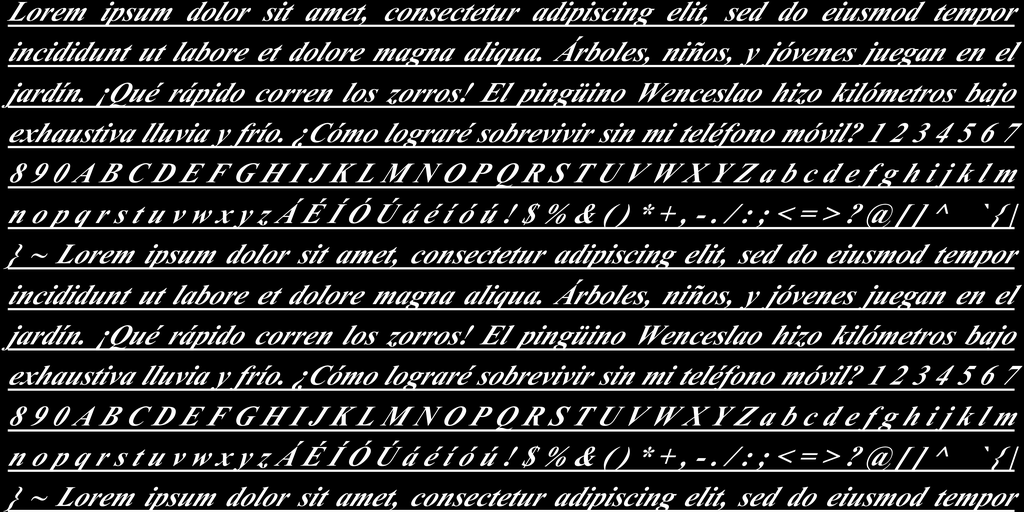 Lorem ipsum dolor sit amet, consectetur adipiscing elit, sed do eiusmod tempor
incididunt ut labore et dolore magna aliqua. Árboles, niños, y jóvenes juegan en el
jardín. ¡Qué rápido corren los zorros! El pingüino Wenceslao hizo kilómetros bajo
exhaustiva lluvia y frío. ¿Cómo lograré sobrevivir sin mi teléfono móvil? 1 2 3 4 5 6 7
8 9 0 A B C D E F G H I J K L M N O P Q R S T U V W X Y Z a b c d e f g h i j k l m
n o p q r s t u v w x y z Á É Í Ó Ú á é í ó ú ! $ % & ( ) * + , - . / : ; < = > ? @ [ ] ^ _ ` { |
} ~ Lorem ipsum dolor sit amet, consectetur adipiscing elit, sed do eiusmod tempor
incididunt ut labore et dolore magna aliqua. Árboles, niños, y jóvenes juegan en el
jardín. ¡Qué rápido corren los zorros! El pingüino Wenceslao hizo kilómetros bajo
exhaustiva lluvia y frío. ¿Cómo lograré sobrevivir sin mi teléfono móvil? 1 2 3 4 5 6 7
8 9 0 A B C D E F G H I J K L M N O P Q R S T U V W X Y Z a b c d e f g h i j k l m
n o p q r s t u v w x y z Á É Í Ó Ú á é í ó ú ! $ % & ( ) * + , - . / : ; < = > ? @ [ ] ^ _ ` { |
} ~ Lorem ipsum dolor sit amet, consectetur adipiscing elit, sed do eiusmod tempor